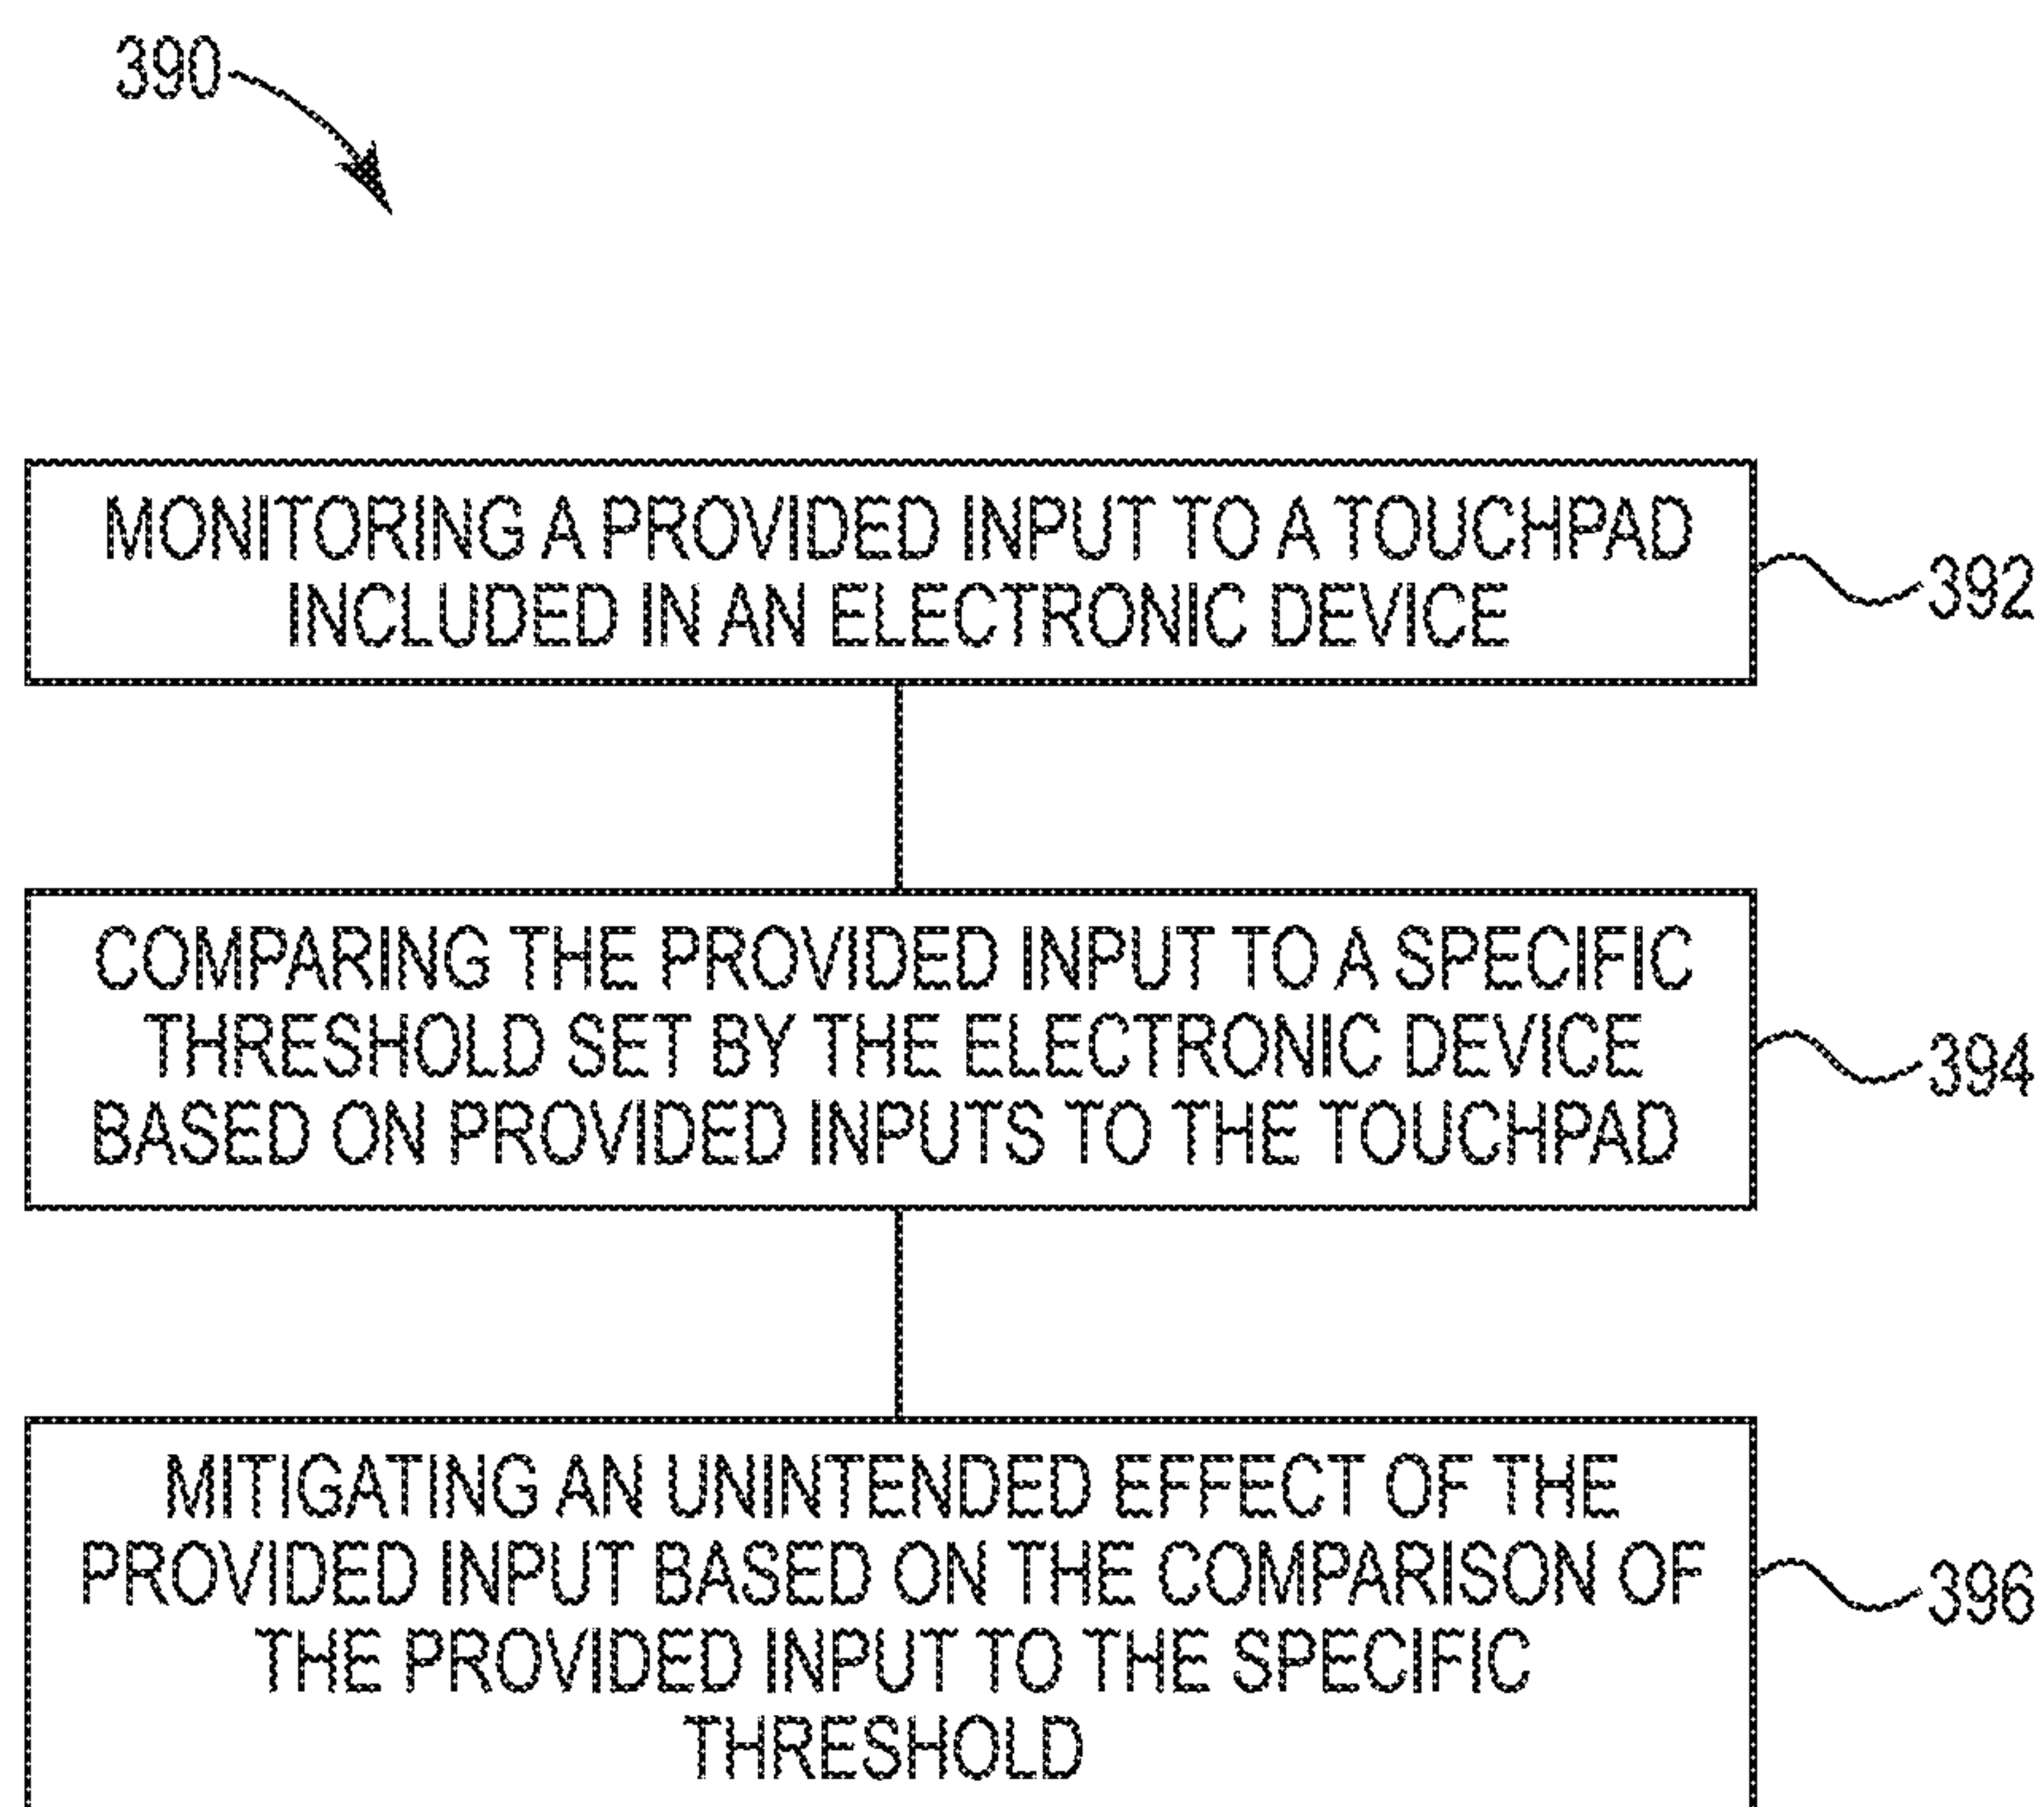 390
MONITORING A PROVIDED INPUT TO A TOUCHPAD
INCLUDED IN AN ELECTRONIC DEVICE
392
COMPARING THE PROVIDED INPUT TO A SPECIFIC
THRESHOLD SET BY THE ELECTRONIC DEVICE
BASED ON PROVIDED INPUTS TO THE TOUCHPAD
394
MITIGATING AN UNINTENDED EFFECT OF THE
PROVIDED INPUT BASED ON THE COMPARISON OF
THE PROVIDED INPUT TO THE SPECIFIC
THRESHOLD
396